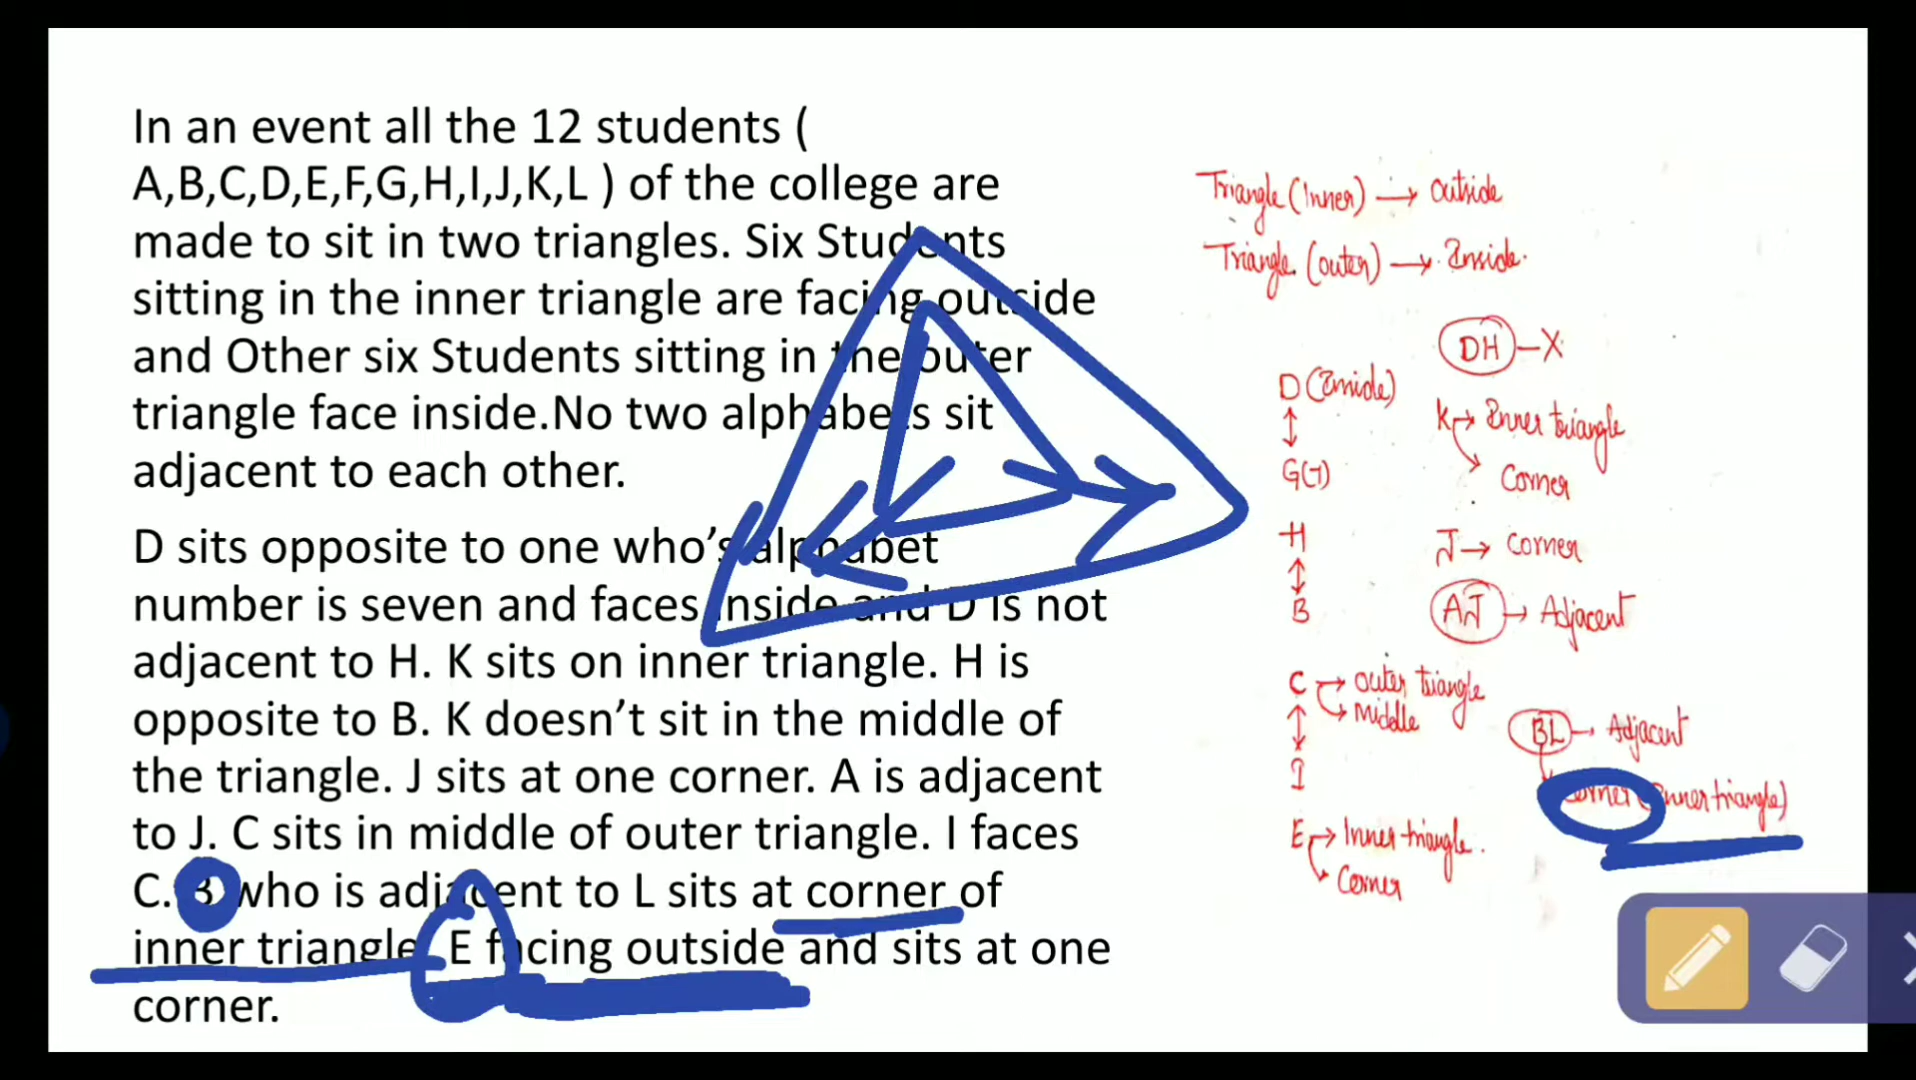 In an event all the 12 students (
A,B,C,D,E,F,G,H,I,J,K,L ) of the college are
made to sit in two triangles. Six Students
sitting in the inner triangle are facing outside
and Other six Students sitting in the outer
triangle face inside.No two alphabets sit
adjacent to each other.
D sits opposite to one who’s alphabet
number is seven and faces inside and D is not
adjacent to H. K sits on inner triangle. H is
opposite to B. K doesn’t sit in the middle of
the triangle. J sits at one corner. A is adjacent
to J. C sits in middle of outer triangle. I faces
C. B who is adjacent to L sits at corner of
inner triangle E facing outside and sits at one
corner.
Triangle (Inner) → Outside
Triangle (outer) → Inside.
DH - X
D (Inside)
↕
G(7)
K → Inner triangle
Corner
H
↕
B
J → Corner
AJ → Adjacent
C → outer triangle
→ Middle
↕
I
BL → Adjacent
Corner (Inner triangle)
E → Inner triangle.
→ Corner